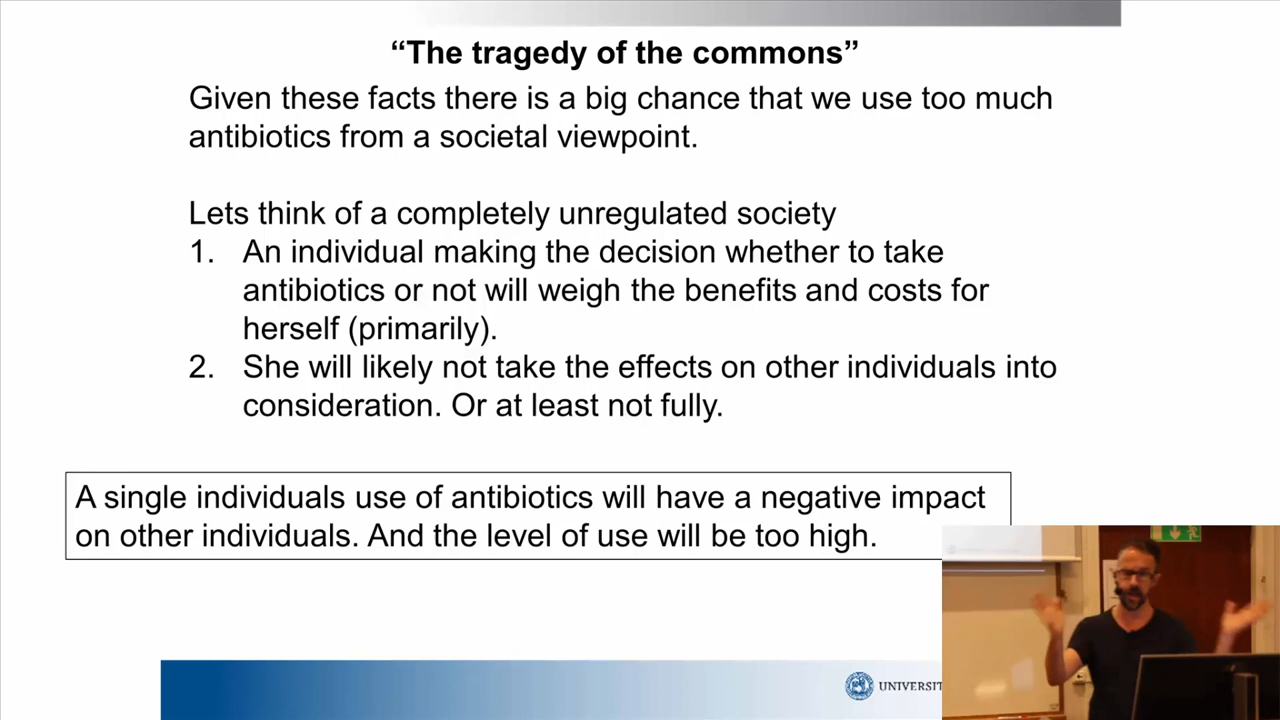 “The tragedy of the commons”
Given these facts there is a big chance that we use too much
antibiotics from a societal viewpoint.
Lets think of a completely unregulated society
1. An individual making the decision whether to take
antibiotics or not will weigh the benefits and costs for
herself (primarily).
2. She will likely not take the effects on other individuals into
consideration. Or at least not fully.
A single individuals use of antibiotics will have a negative impact
on other individuals. And the level of use will be too high.